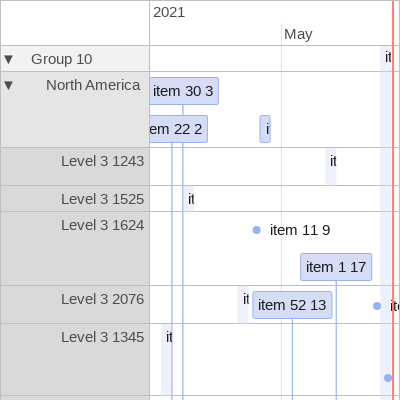 2021
May
▼ Group 10
it
▼ North America
item 30 3
em 22 2
i
Level 3 1243
it
Level 3 1525
it
Level 3 1624
item 11 9
item 1 17
Level 3 2076
it
item 52 13
ite
Level 3 1345
it